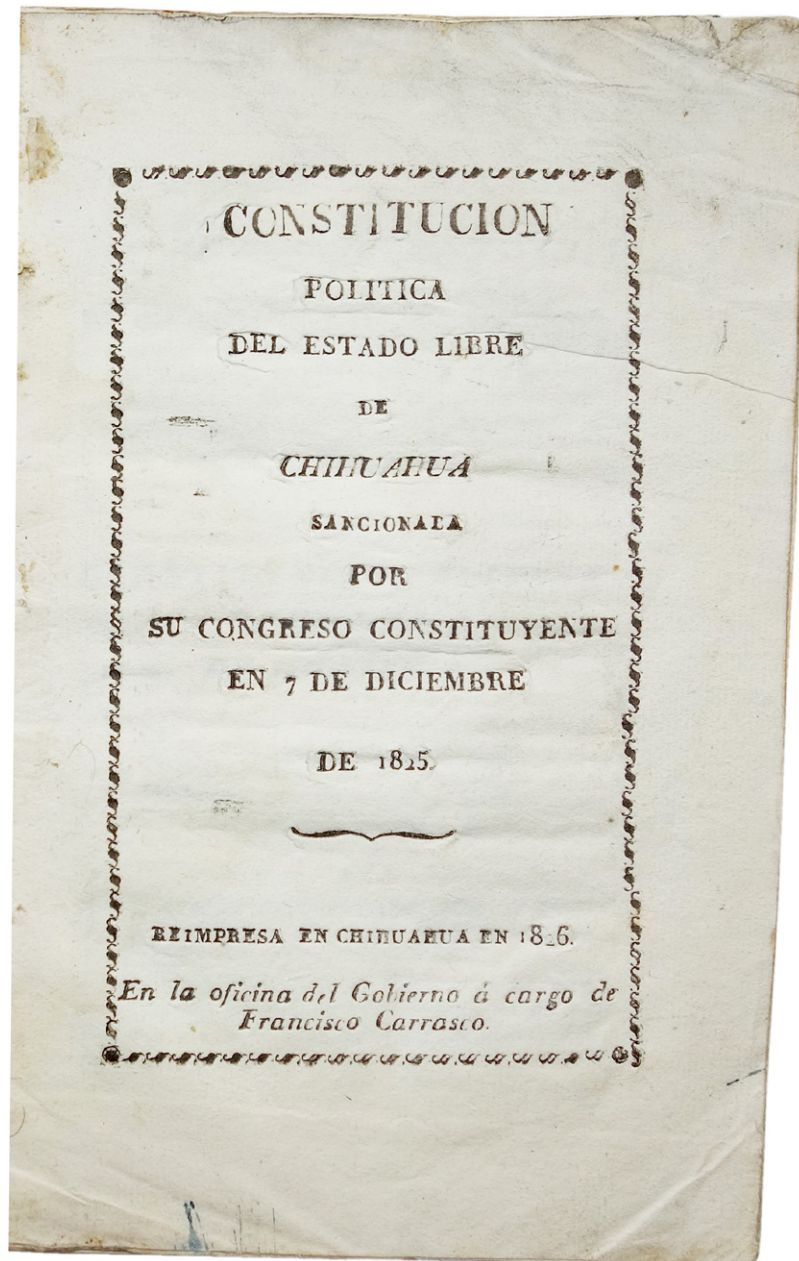 CONSTITUCION
POLITICA
DEL ESTADO LIBRE
DE
CHIHUAHUA
SANCIONADA
POR
SU CONGRESO CONSTITUYENTE
EN 7 DE DICIEMBRE
DE 1825.
REIMPRESA EN CHIHUAHUA EN 1826.
En la oficina del Gobierno á cargo de
Francisco Carrasco.